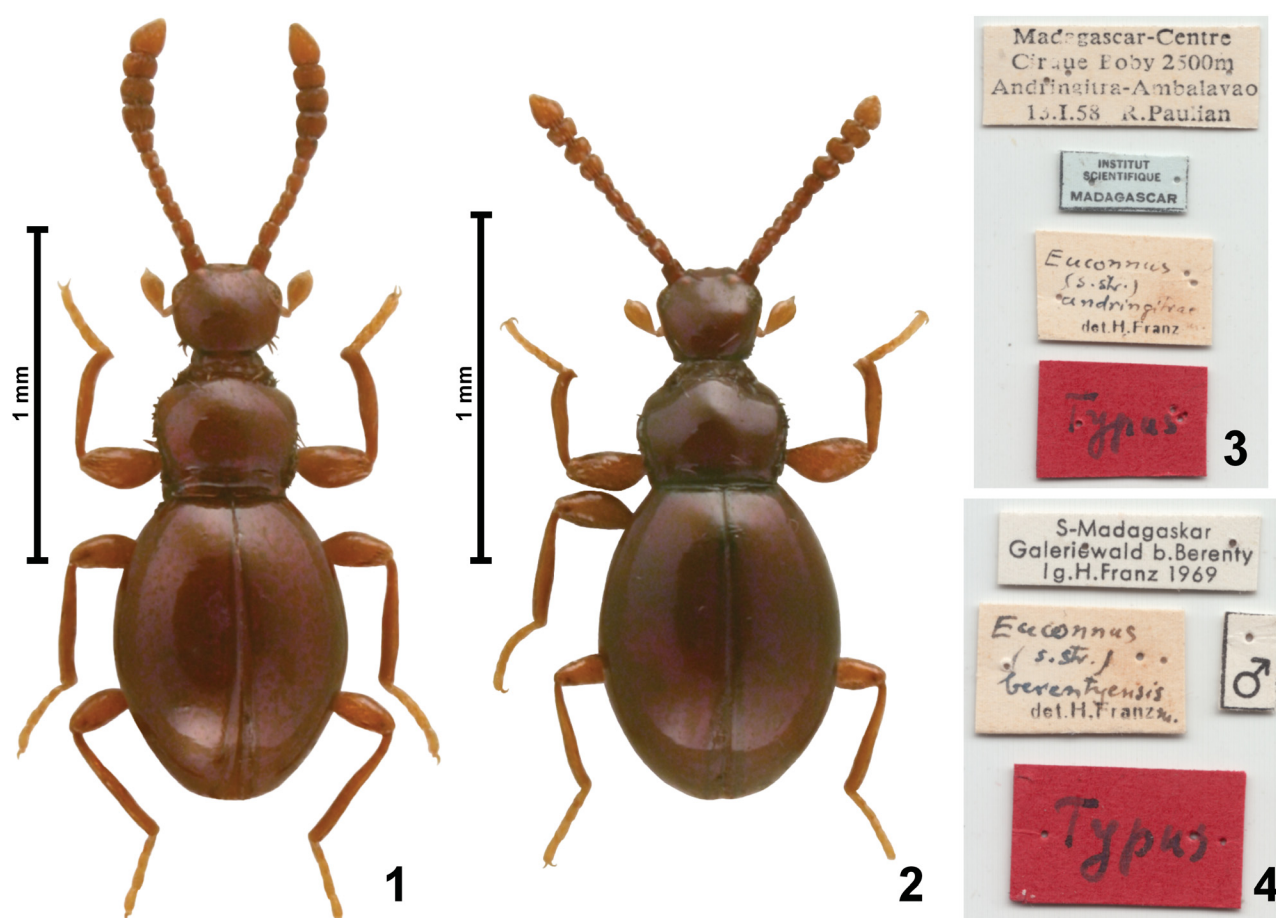 1 mm
1
1 mm
2
Madagascar-Centre
Cirque Boby 2500m
Andringitra-Ambalavao
13.I.58 R.Paulian
INSTITUT
SCIENTIFIQUE
MADAGASCAR
Euconnus
(s.str.)
andringitrae
det.H.Franz
Typus
3
S-Madagaskar
Galeriewald b.Berenty
lg.H.Franz 1969
Euconnus
(s.str.)
berentyensis m.
det.H.Franz
♂
Typus
4